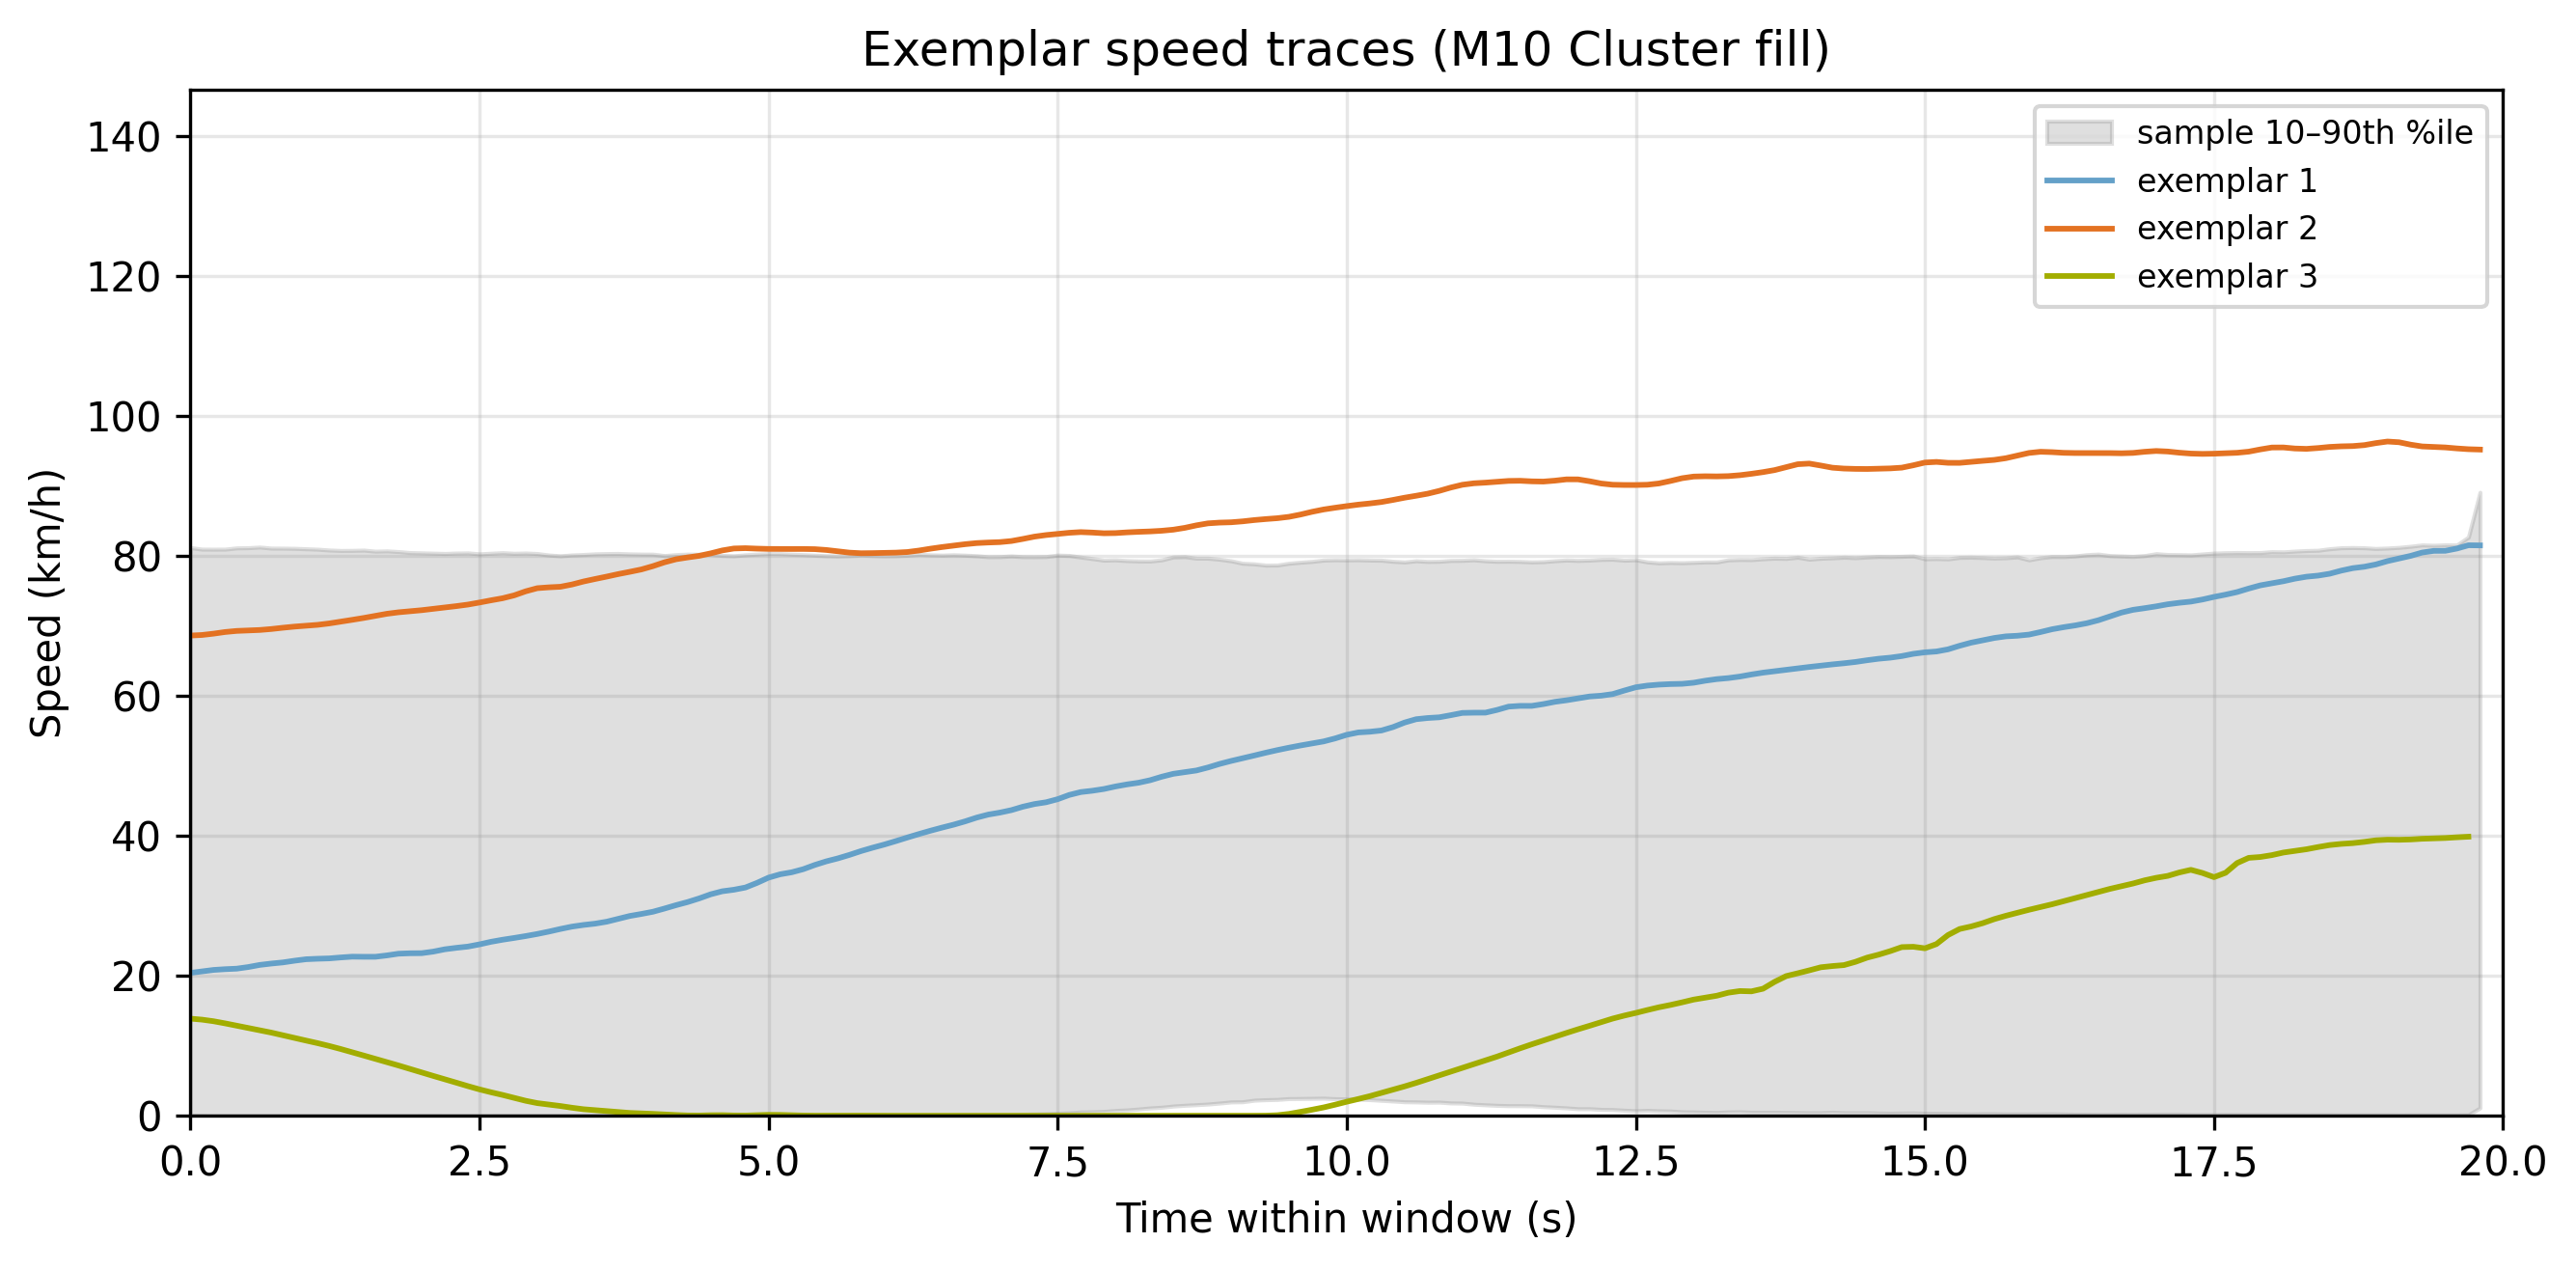 Exemplar speed traces (M10 Cluster fill)
sample 10–90th %ile
exemplar 1
exemplar 2
exemplar 3
Speed (km/h)
140
120
100
80
60
40
20
0
0.0 2.5 5.0 7.5 10.0 12.5 15.0 17.5 20.0
Time within window (s)